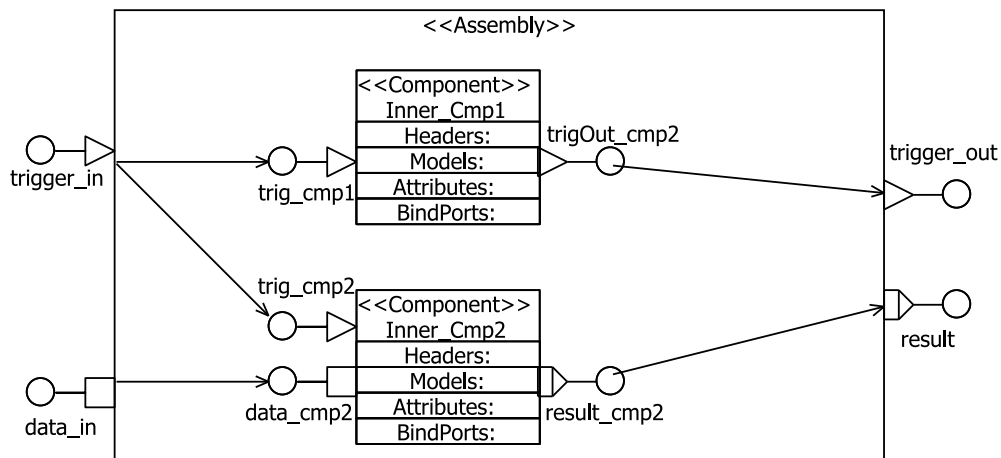 <<Assembly>>
<<Component>>
Inner_Cmp1
Headers:
Models:
Attributes:
BindPorts:
trigger_in
trig_cmp1
trigOut_cmp2
trigger_out
trig_cmp2
<<Component>>
Inner_Cmp2
Headers:
Models:
Attributes:
BindPorts:
data_in
data_cmp2
result_cmp2
result